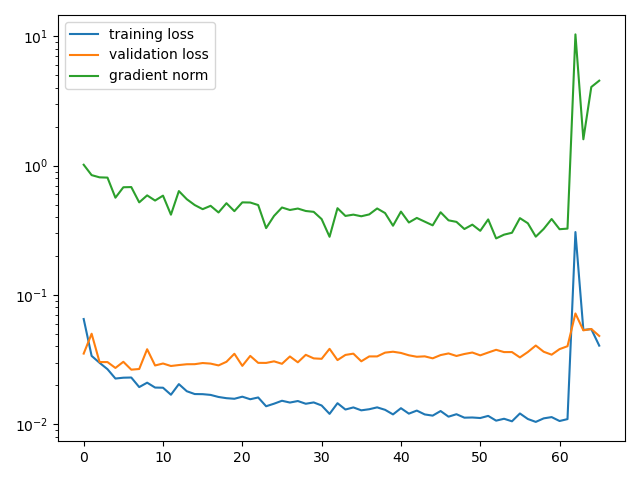 training loss
validation loss
gradient norm
10¹
10⁰
10⁻¹
10⁻²
0 10 20 30 40 50 60